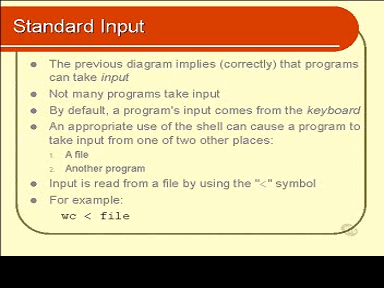 Standard Input
● The previous diagram implies (correctly) that programs
can take input
● Not many programs take input
● By default, a program's input comes from the keyboard
● An appropriate use of the shell can cause a program to
take input from one of two other places:
1. A file
2. Another program
● Input is read from a file by using the "<" symbol
● For example:
wc < file